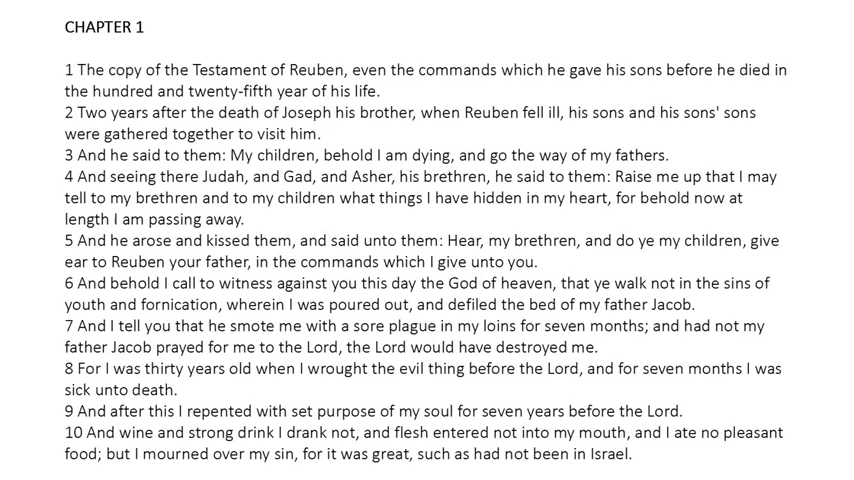 CHAPTER 1
1 The copy of the Testament of Reuben, even the commands which he gave his sons before he died in
the hundred and twenty-fifth year of his life.
2 Two years after the death of Joseph his brother, when Reuben fell ill, his sons and his sons' sons
were gathered together to visit him.
3 And he said to them: My children, behold I am dying, and go the way of my fathers.
4 And seeing there Judah, and Gad, and Asher, his brethren, he said to them: Raise me up that I may
tell to my brethren and to my children what things I have hidden in my heart, for behold now at
length I am passing away.
5 And he arose and kissed them, and said unto them: Hear, my brethren, and do ye my children, give
ear to Reuben your father, in the commands which I give unto you.
6 And behold I call to witness against you this day the God of heaven, that ye walk not in the sins of
youth and fornication, wherein I was poured out, and defiled the bed of my father Jacob.
7 And I tell you that he smote me with a sore plague in my loins for seven months; and had not my
father Jacob prayed for me to the Lord, the Lord would have destroyed me.
8 For I was thirty years old when I wrought the evil thing before the Lord, and for seven months I was
sick unto death.
9 And after this I repented with set purpose of my soul for seven years before the Lord.
10 And wine and strong drink I drank not, and flesh entered not into my mouth, and I ate no pleasant
food; but I mourned over my sin, for it was great, such as had not been in Israel.